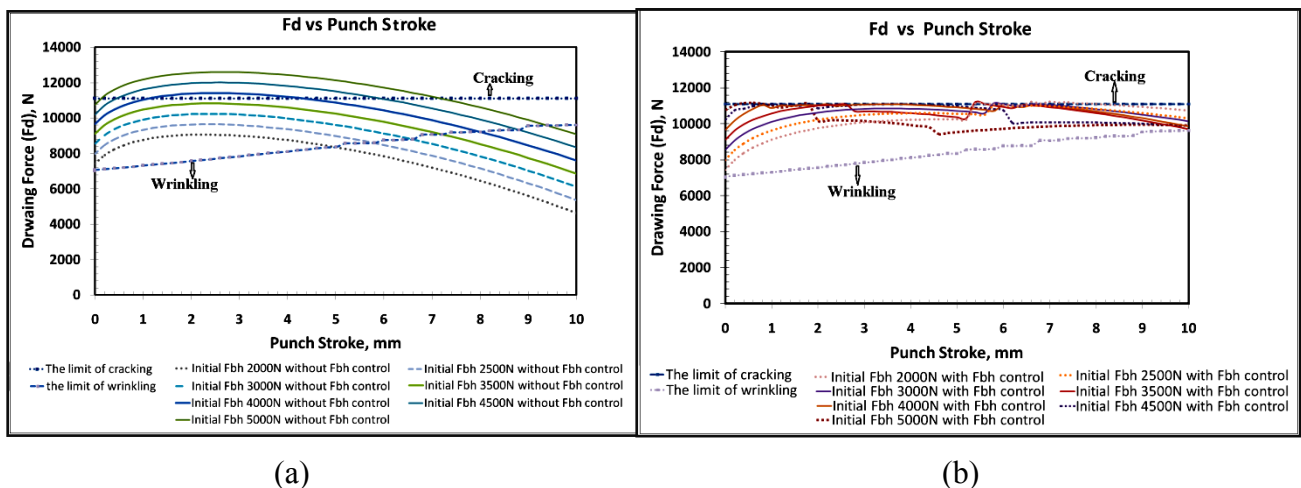 Fd vs Punch Stroke
14000
12000
10000
8000
6000
4000
2000
0
Drwaing Force (Fd), N
Cracking
Wrinkling
0 1 2 3 4 5 6 7 8 9 10
Punch Stroke, mm
The limit of cracking
Initial Fbh 2000N without Fbh control
Initial Fbh 2500N without Fbh control
the limit of wrinkling
Initial Fbh 3000N without Fbh control
Initial Fbh 3500N without Fbh control
Initial Fbh 4000N without Fbh control
Initial Fbh 4500N without Fbh control
Initial Fbh 5000N without Fbh control
(a)
Fd vs Punch Stroke
14000
12000
10000
8000
6000
4000
2000
0
Drawing Force (Fd), N
Cracking
Wrinkling
0 1 2 3 4 5 6 7 8 9 10
Punch Stroke, mm
The limit of cracking
The limit of wrinkling
Initial Fbh 2000N with Fbh control
Initial Fbh 2500N with Fbh control
Initial Fbh 3000N with Fbh control
Initial Fbh 3500N with Fbh control
Initial Fbh 4000N with Fbh control
Initial Fbh 4500N with Fbh control
Initial Fbh 5000N with Fbh control
(b)